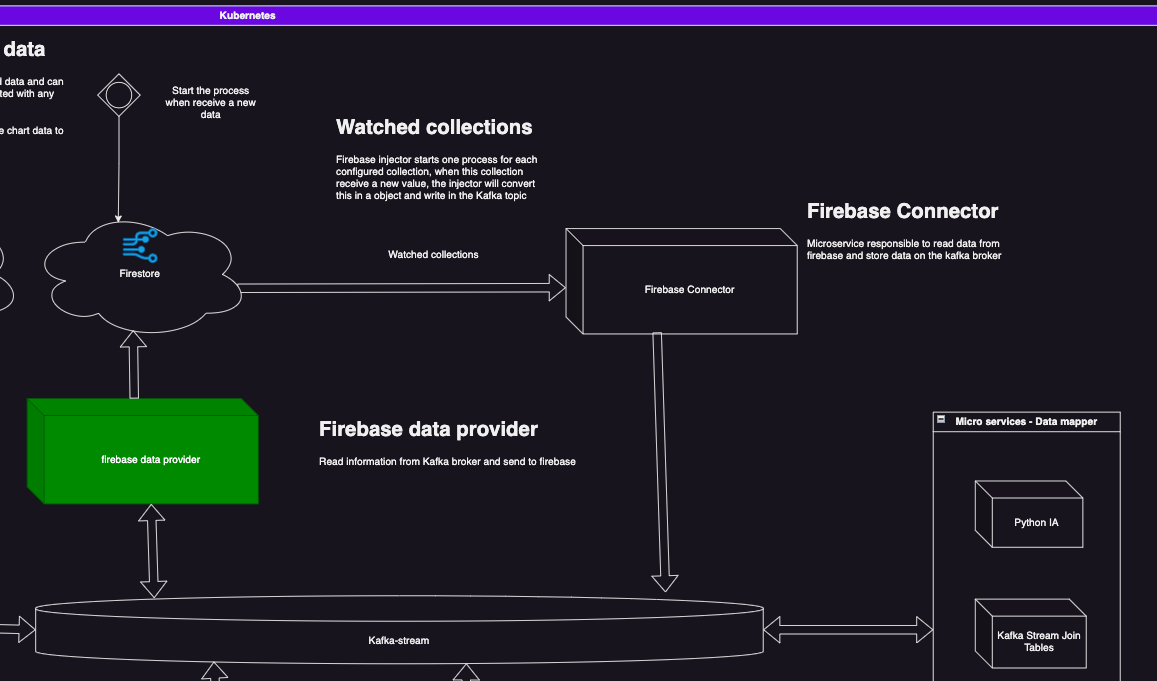 Kubernetes
data
data and can
ted with any
e chart data to
Start the process
when receive a new
data
Watched collections
Firebase injector starts one process for each
configured collection, when this collection
receive a new value, the injector will convert
this in a object and write in the Kafka topic
Firebase Connector
Microservice responsible to read data from
firebase and store data on the kafka broker
Firestore
Watched collections
Firebase Connector
Firebase data provider
Read information from Kafka broker and send to firebase
firebase data provider
Micro services - Data mapper
Python IA
Kafka Stream Join
Tables
Kafka-stream